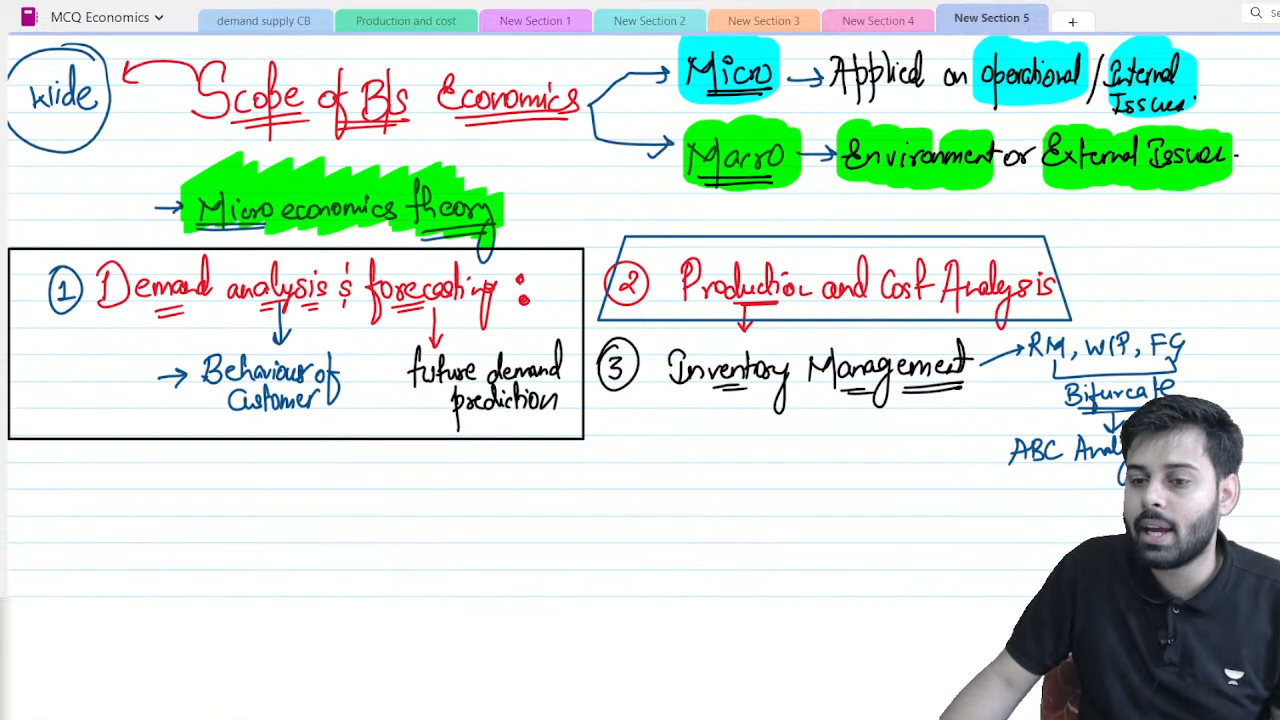 MCQ Economics
demand supply CB
Production and cost
New Section 1
New Section 2
New Section 3
New Section 4
New Section 5
+
wide
Scope of B/s Economics
Micro → Applied on operational / Internal
Issues.
Macro → Environment or External Issues.
→ Microeconomics theory
① Demand analysis & forecasting :
→ Behaviour of
Customer
future demand
prediction
② Production and Cost Analysis
③ Inventory Management → RM, WIP, FG
Bifurcate
ABC